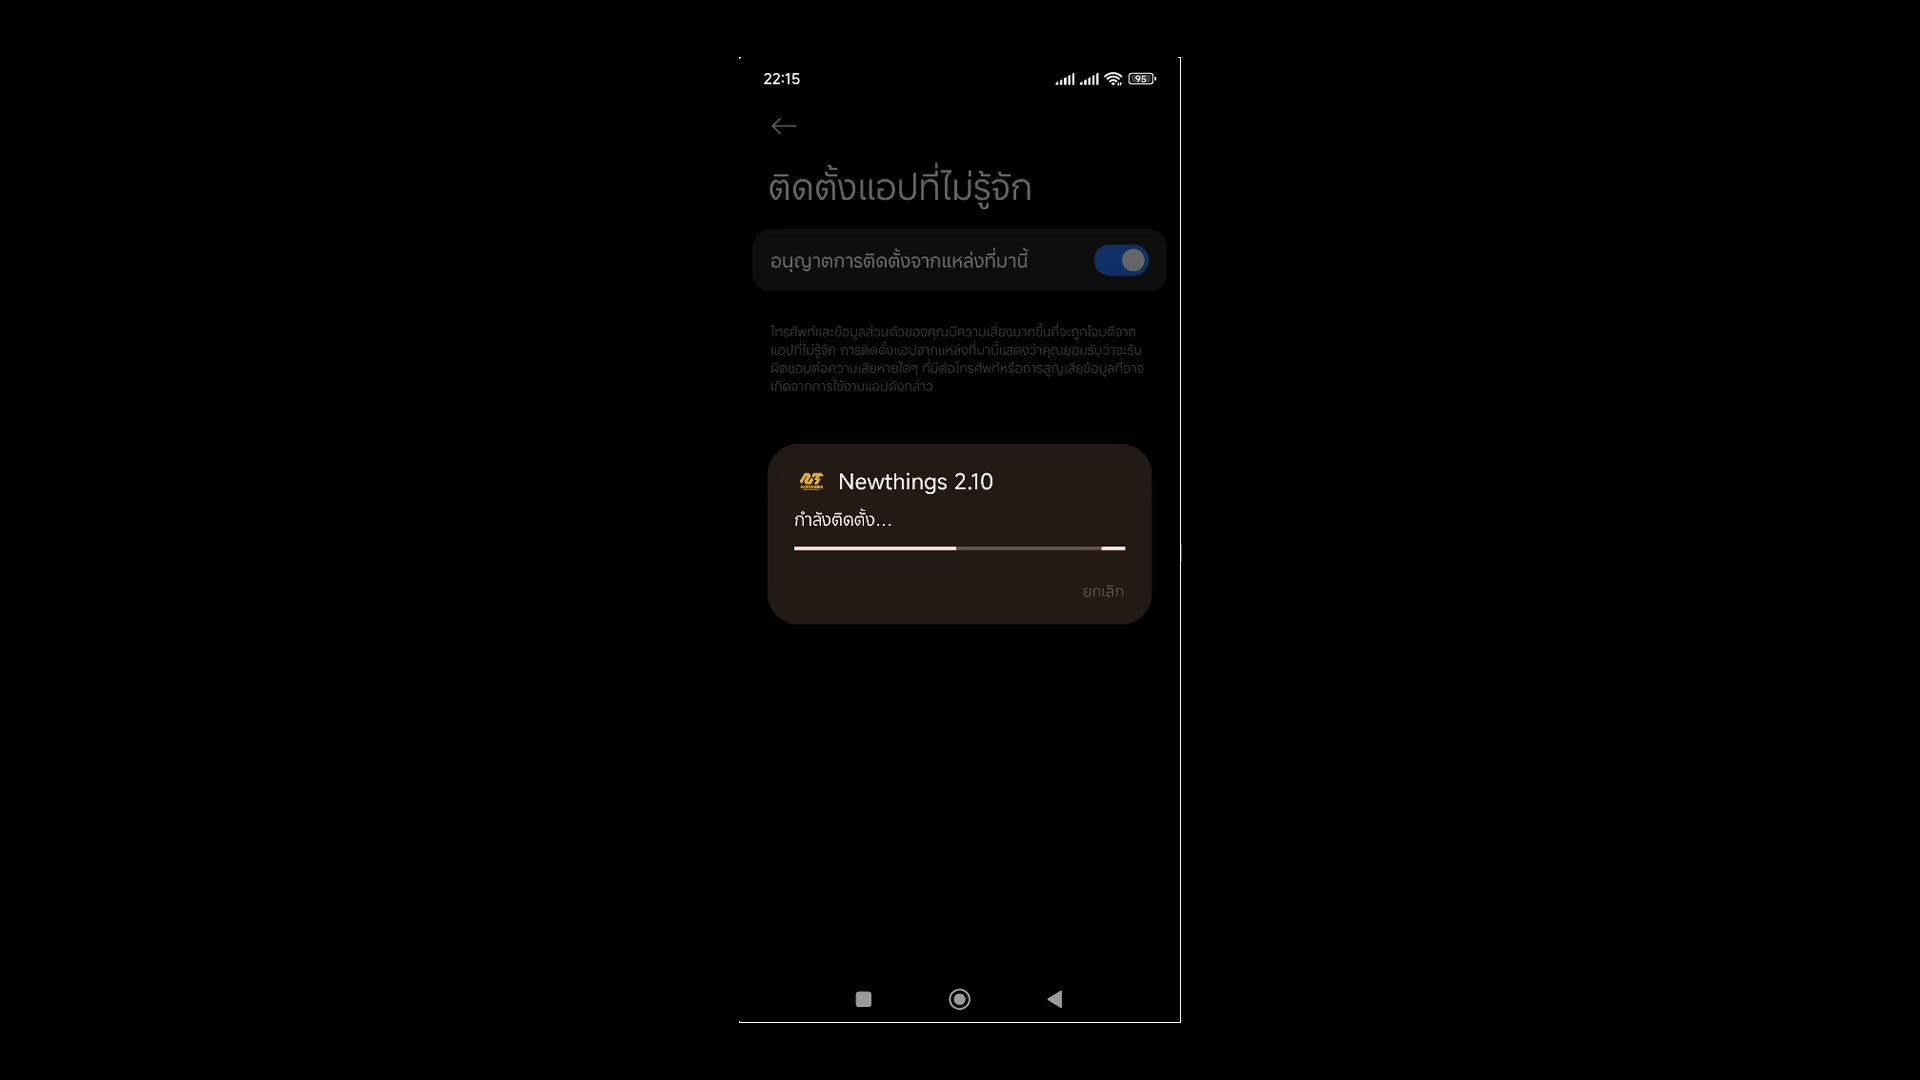 22:15
95
ติดตั้งแอปที่ไม่รู้จัก
อนุญาตการติดตั้งจากแหล่งที่มานี้
โทรศัพท์และข้อมูลส่วนตัวของคุณมีความเสี่ยงมากขึ้นที่จะถูกโจมตีจาก
แอปที่ไม่รู้จัก การติดตั้งแอปจากแหล่งที่มานี้แสดงว่าคุณยอมรับว่าจะรับ
ผิดชอบต่อความเสียหายใดๆ ที่มีต่อโทรศัพท์หรือการสูญเสียข้อมูลที่อาจ
เกิดจากการใช้งานแอปดังกล่าว
NT
Newthings 2.10
กำลังติดตั้ง...
ยกเลิก